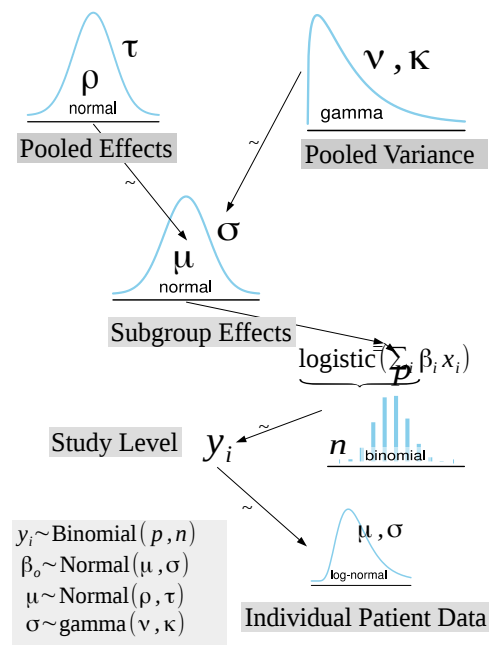 τ
ρ
normal
Pooled Effects
ν , κ
gamma
Pooled Variance
~
~
σ
μ
normal
Subgroup Effects
=
logistic(∑i βi xi)
p
~
Study Level
yi
n
binomial
~
μ , σ
log-normal
Individual Patient Data
yi~Binomial(p , n)
βo~Normal(μ, σ)
μ~Normal(ρ, τ)
σ~gamma(ν, κ)